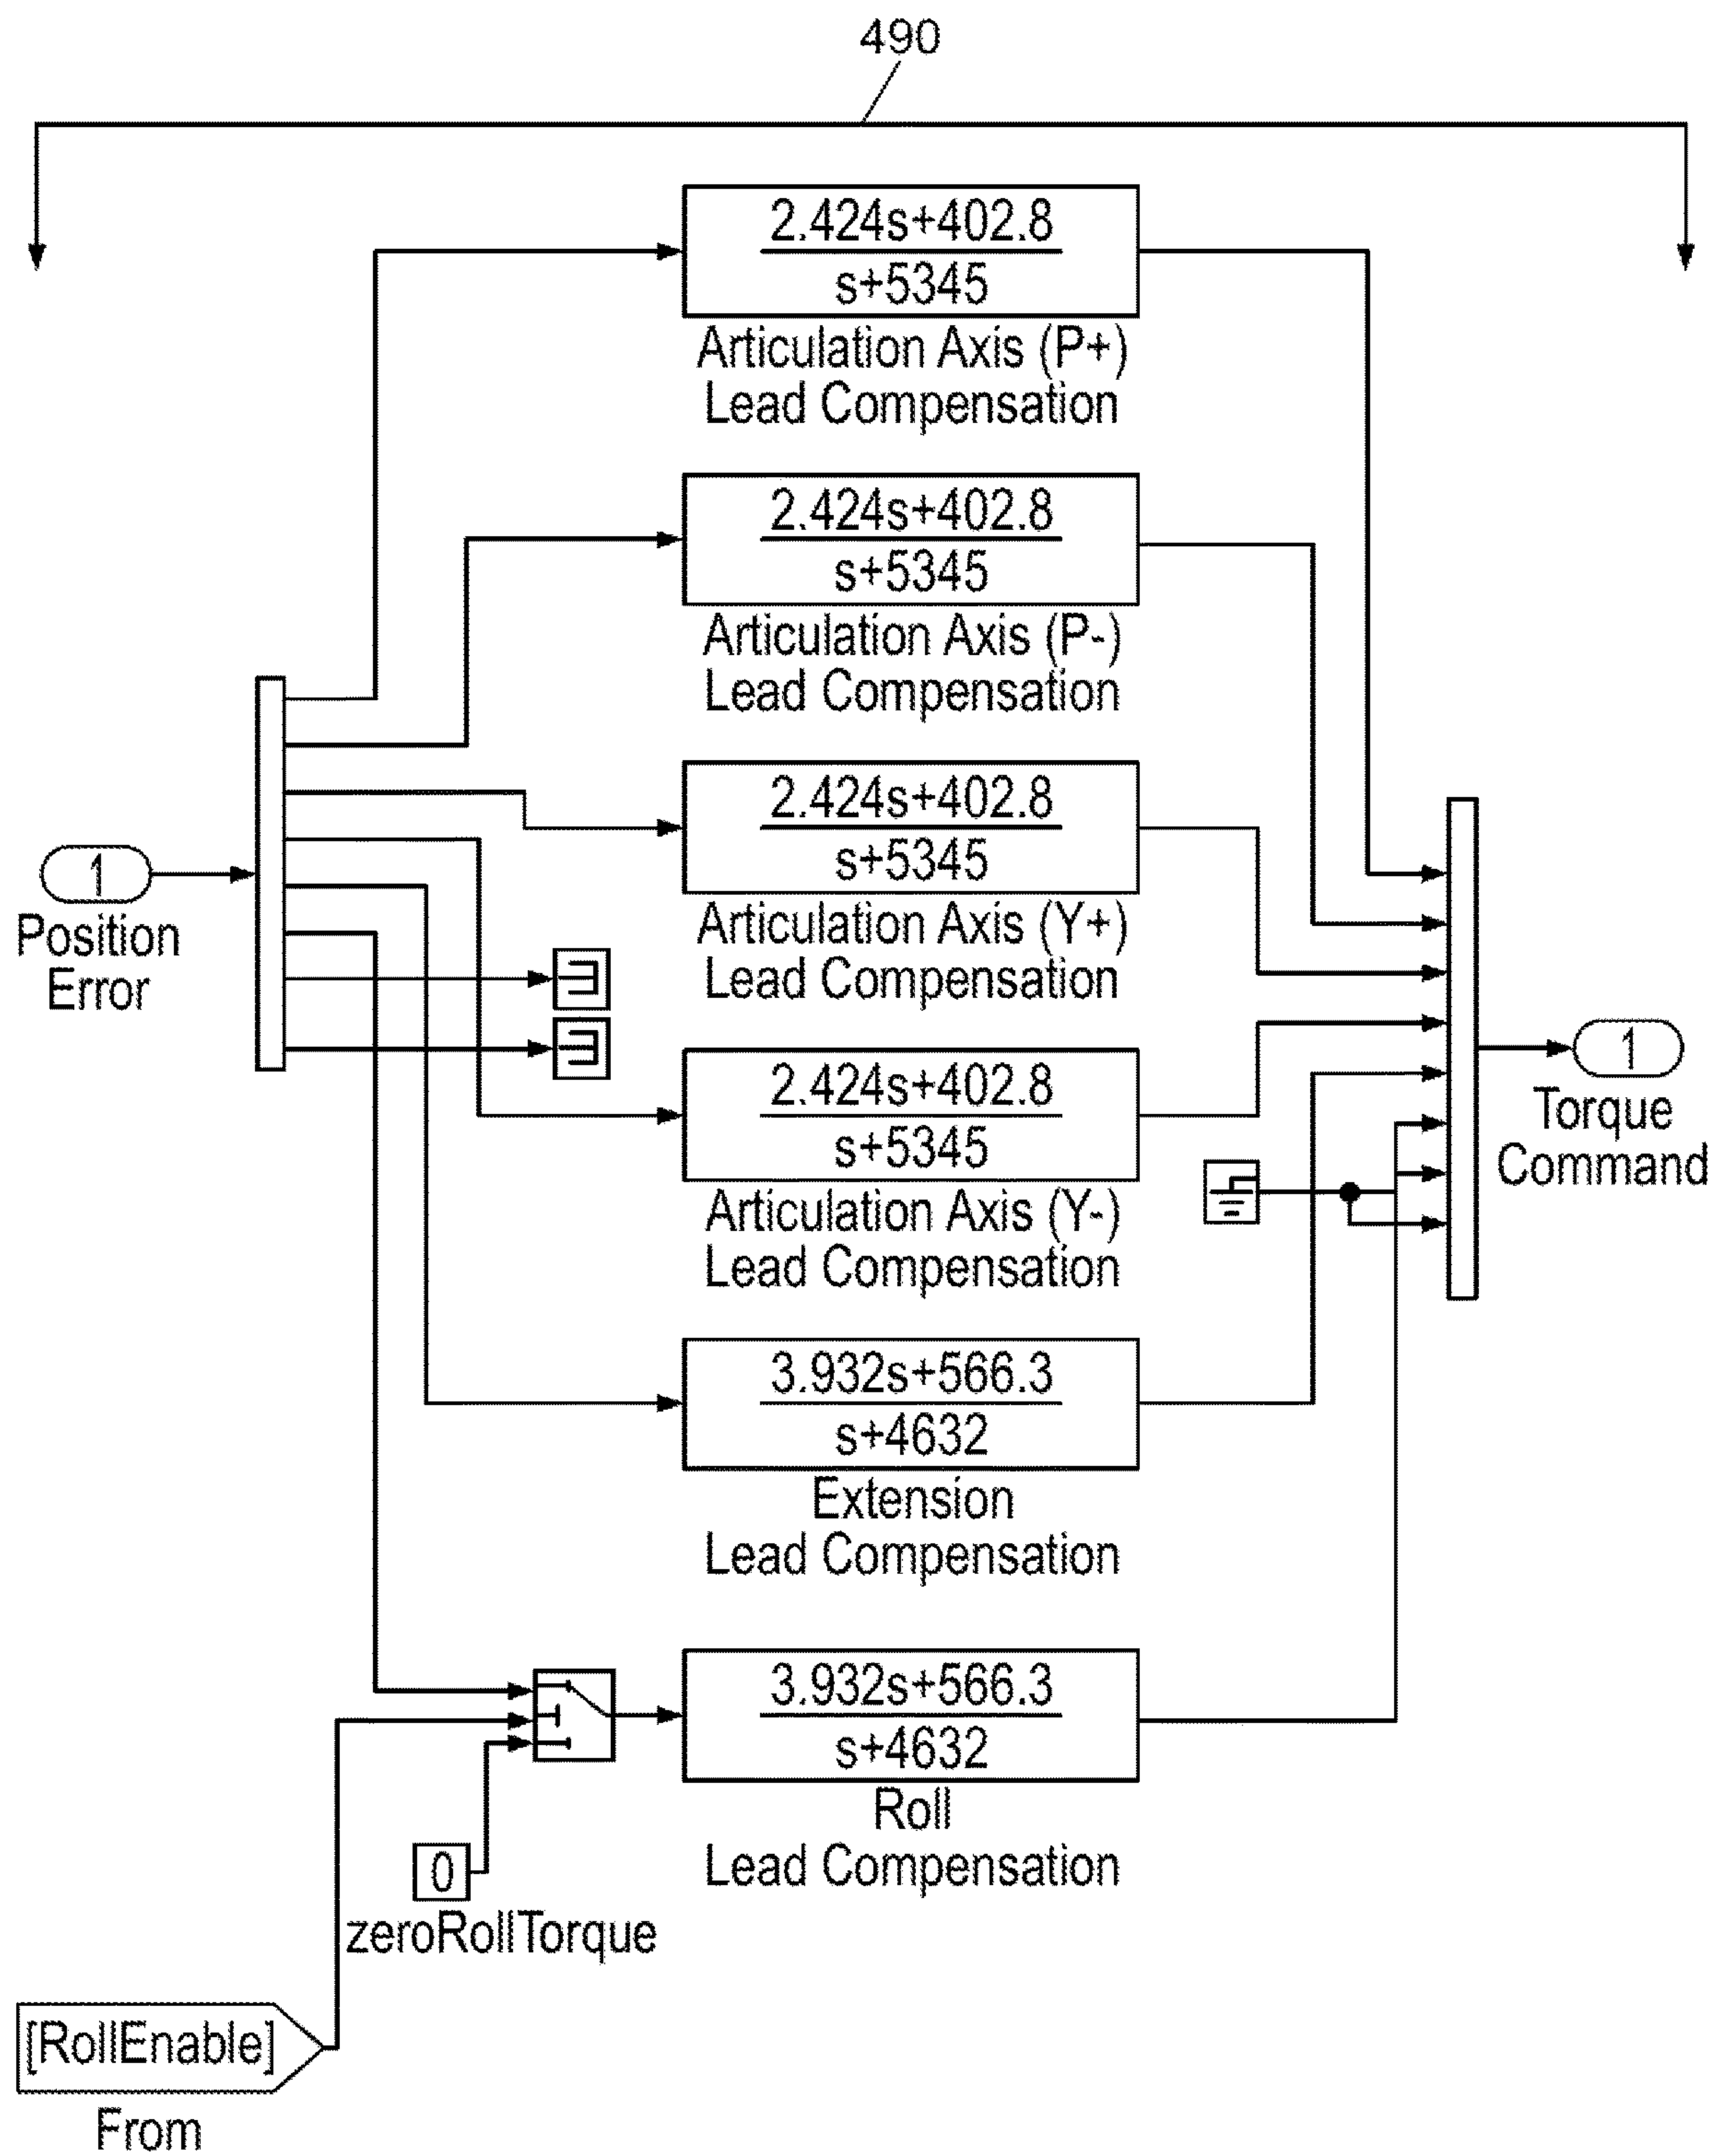 490
2.424s+402.8
s+5345
Articulation Axis (P+)
Lead Compensation
2.424s+402.8
s+5345
Articulation Axis (P-)
Lead Compensation
2.424s+402.8
s+5345
Articulation Axis (Y+)
Lead Compensation
1
Position
Error
2.424s+402.8
s+5345
Articulation Axis (Y-)
Lead Compensation
1
Torque
Command
3.932s+566.3
s+4632
Extension
Lead Compensation
3.932s+566.3
s+4632
Roll
Lead Compensation
0
zeroRollTorque
[RollEnable]
From